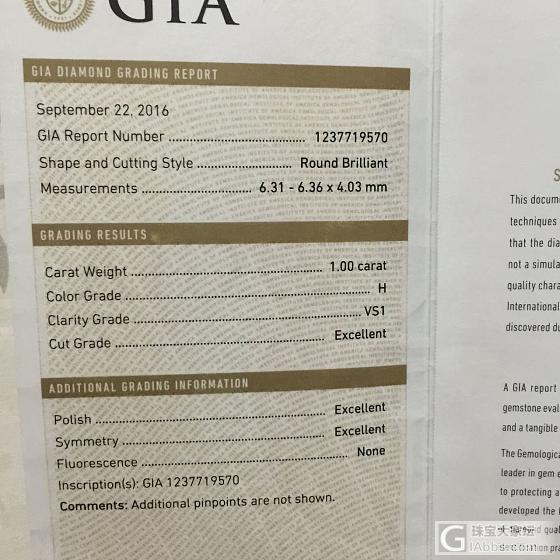 GIA
GIA DIAMOND GRADING REPORT
September 22, 2016
GIA Report Number ........ 1237719570
Shape and Cutting Style ........ Round Brilliant
Measurements ........ 6.31 - 6.36 x 4.03 mm
GRADING RESULTS
Carat Weight ........ 1.00 carat
Color Grade ........ H
Clarity Grade ........ VS1
Cut Grade ........ Excellent
ADDITIONAL GRADING INFORMATION
Polish ........ Excellent
Symmetry ........ Excellent
Fluorescence ........ None
Inscription(s): GIA 1237719570
Comments: Additional pinpoints are not shown.
This docum
techniques
that the dia
not a simula
quality chara
International
discovered du
A GIA report
gemstone eval
and a tangible
The Gemologica
leader in gem e
to protecting a
developed the
珠宝大家坛